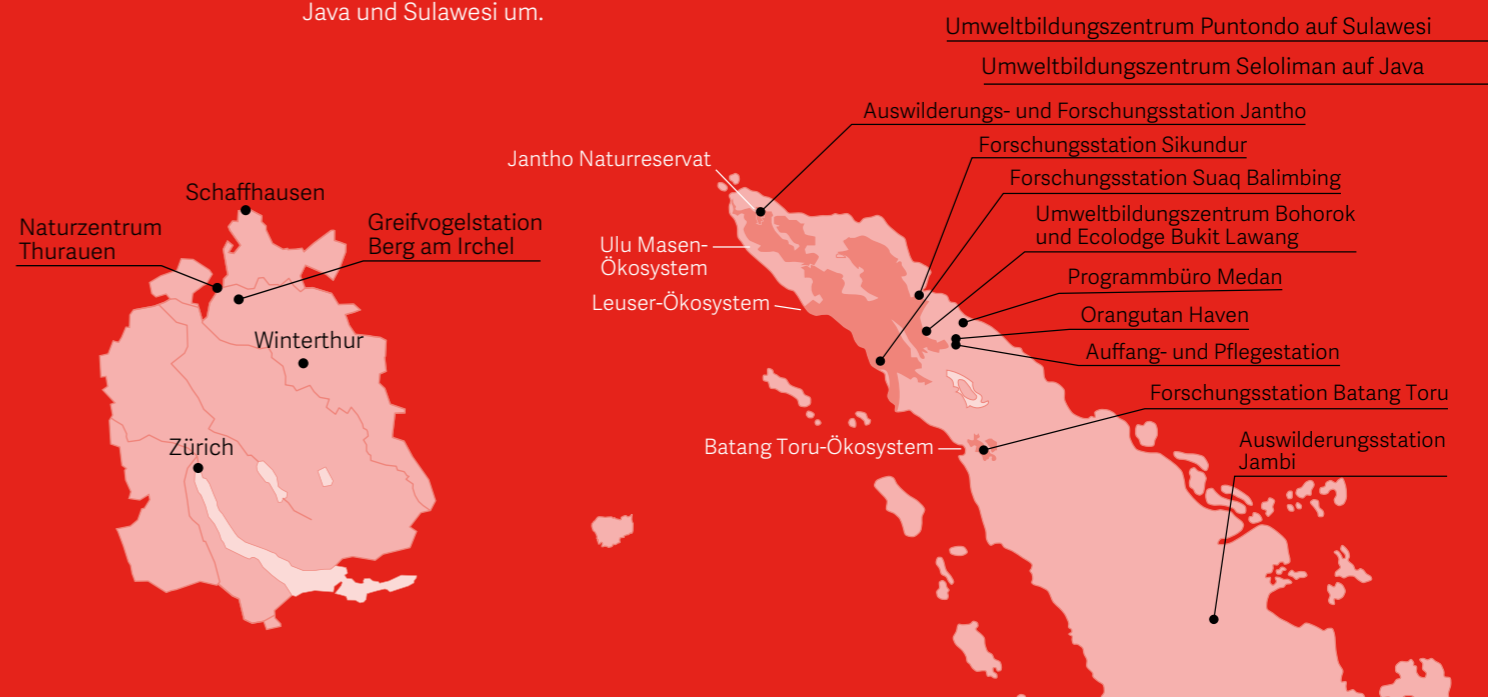 Java und Sulawesi um.
Umweltbildungszentrum Puntondo auf Sulawesi
Umweltbildungszentrum Seloliman auf Java
Auswilderungs- und Forschungsstation Jantho
Forschungsstation Sikundur
Jantho Naturreservat
Forschungsstation Suaq Balimbing
Schaffhausen
Naturzentrum
Thurauen
Greifvogelstation
Berg am Irchel
Umweltbildungszentrum Bohorok
und Ecolodge Bukit Lawang
Ulu Masen-
Ökosystem
Programmbüro Medan
Leuser-Ökosystem
Orangutan Haven
Winterthur
Auffang- und Pflegestation
Forschungsstation Batang Toru
Zürich
Batang Toru-Ökosystem
Auswilderungsstation
Jambi